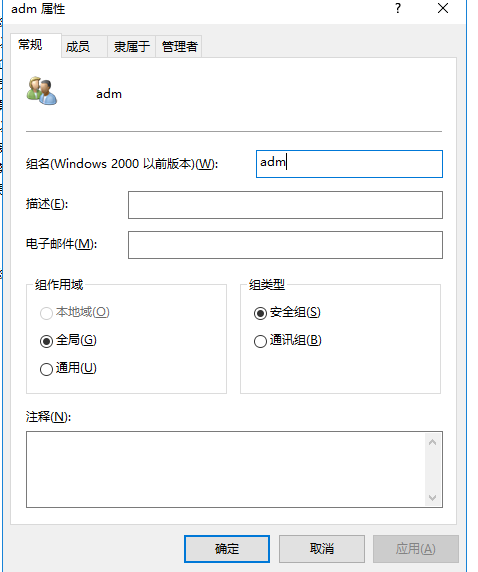 adm 属性
常规 成员 隶属于 管理者
adm
组名(Windows 2000 以前版本)(W): adm
描述(E):
电子邮件(M):
组作用域 组类型
本地域(O) 安全组(S)
全局(G) 通讯组(B)
通用(U)
注释(N):
确定 取消 应用(A)